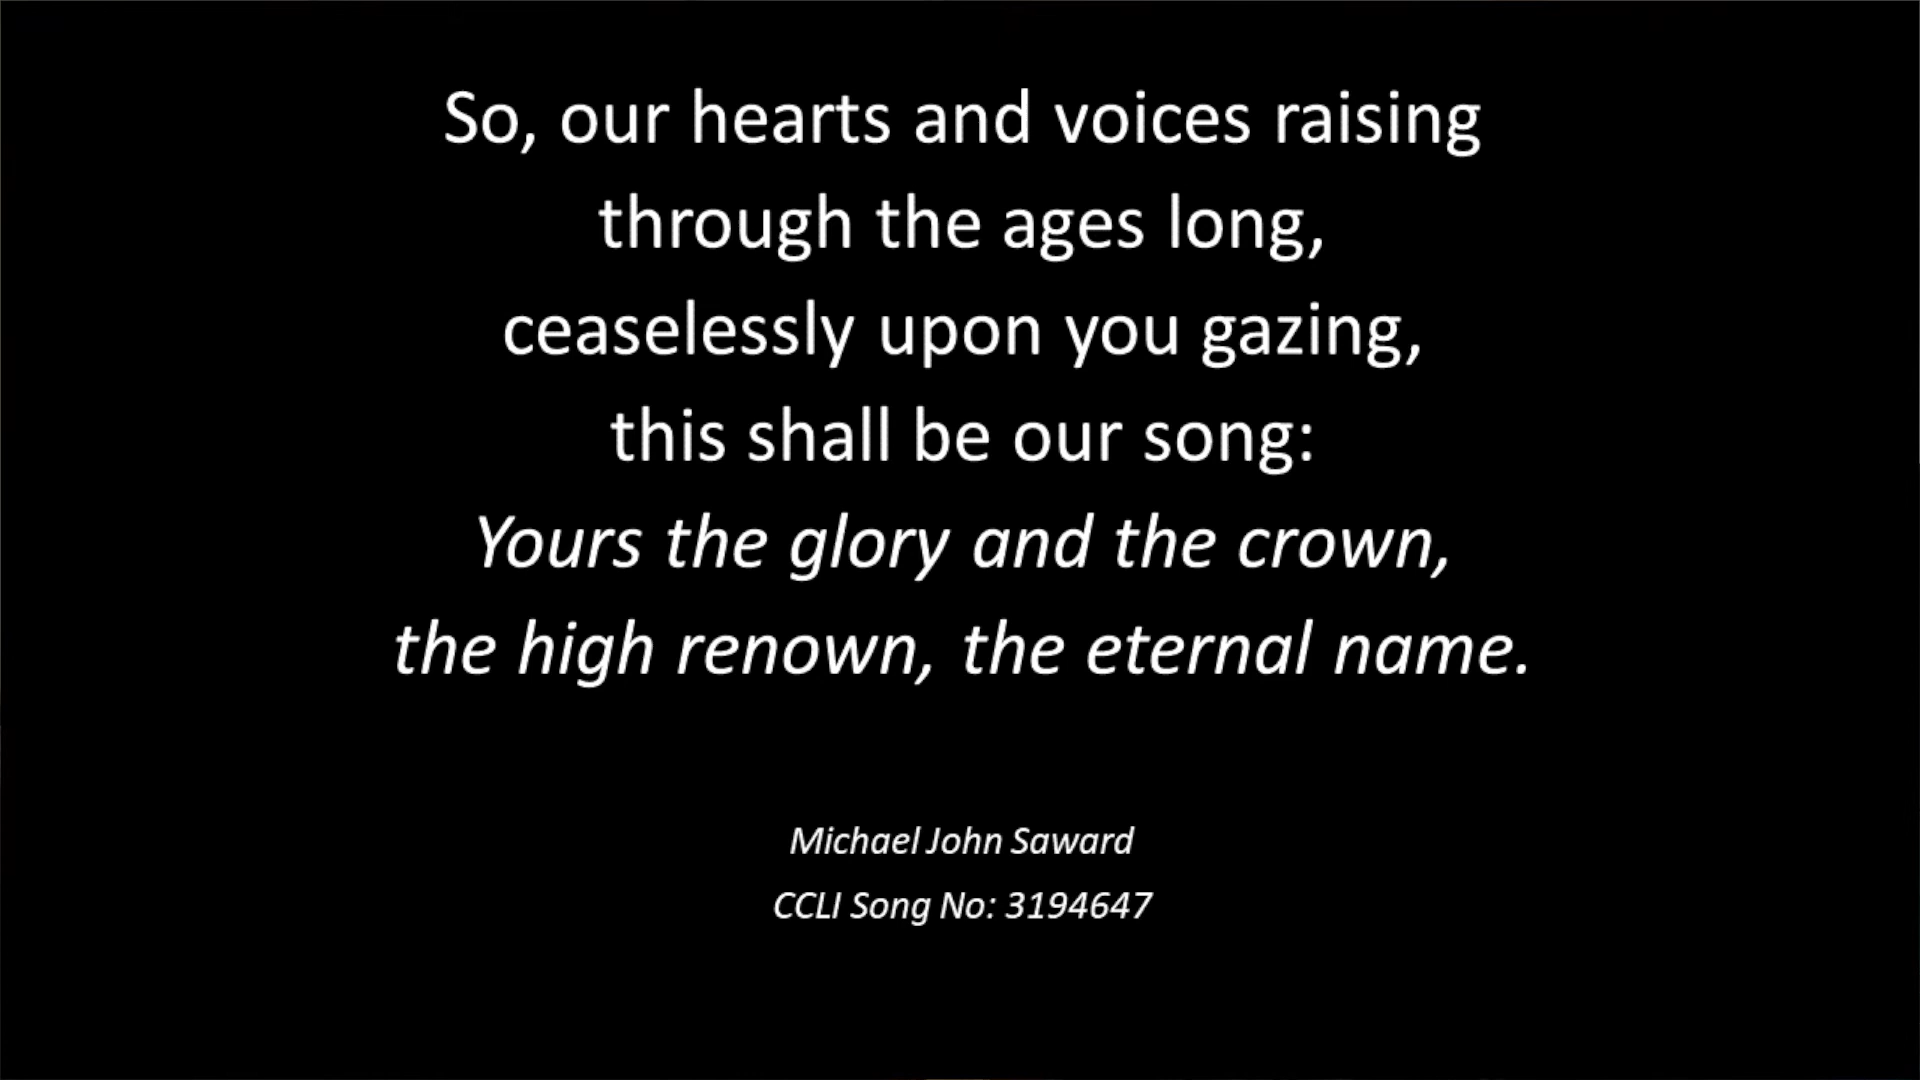 So, our hearts and voices raising
through the ages long,
ceaselessly upon you gazing,
this shall be our song:
Yours the glory and the crown,
the high renown, the eternal name.
Michael John Saward
CCLI Song No: 3194647